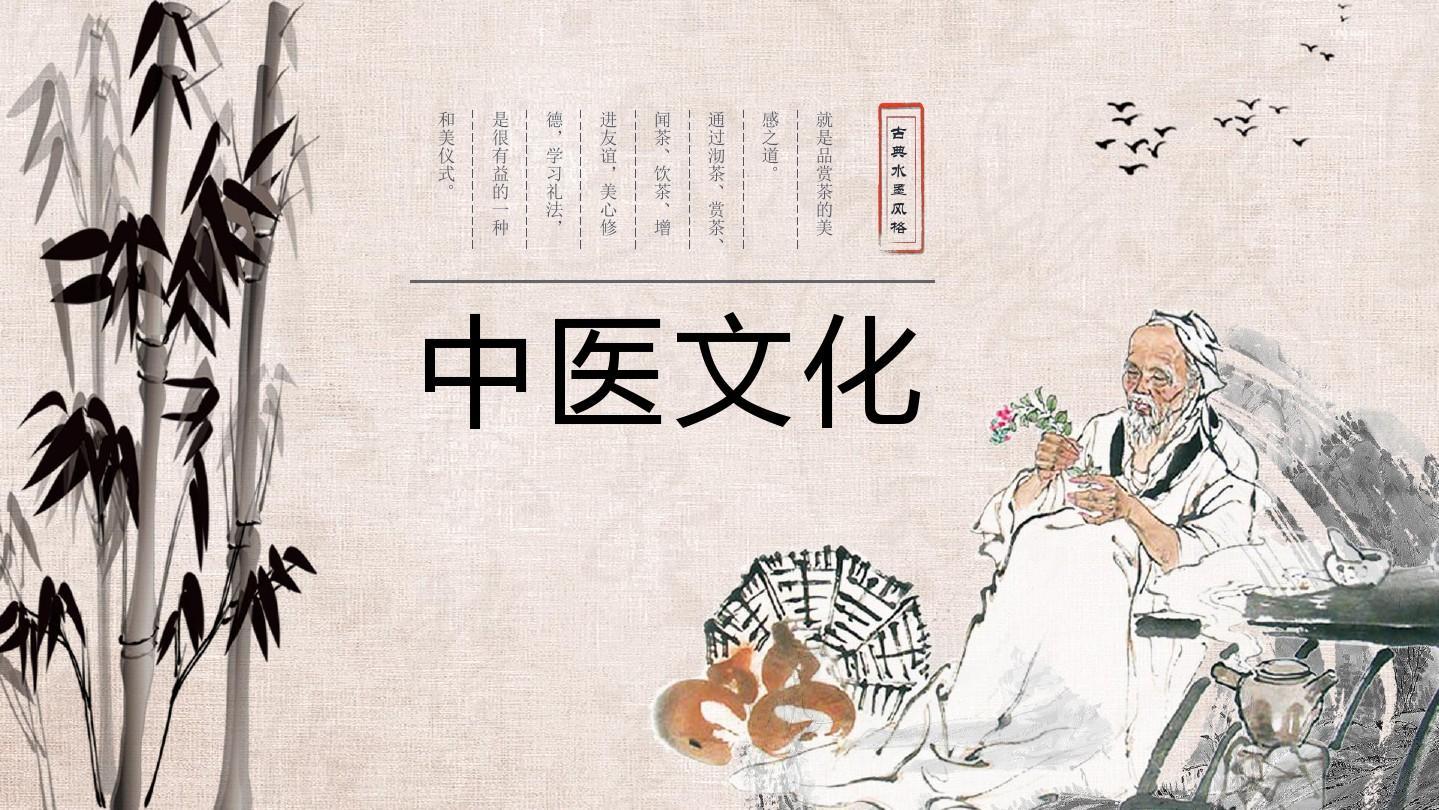 古典水墨风格
就是品赏茶的美
感之道。
通过沏茶、赏茶、
闻茶、饮茶、增
进友谊，美心修
德，学习礼法，
是很有益的一种
和美仪式。
中医文化